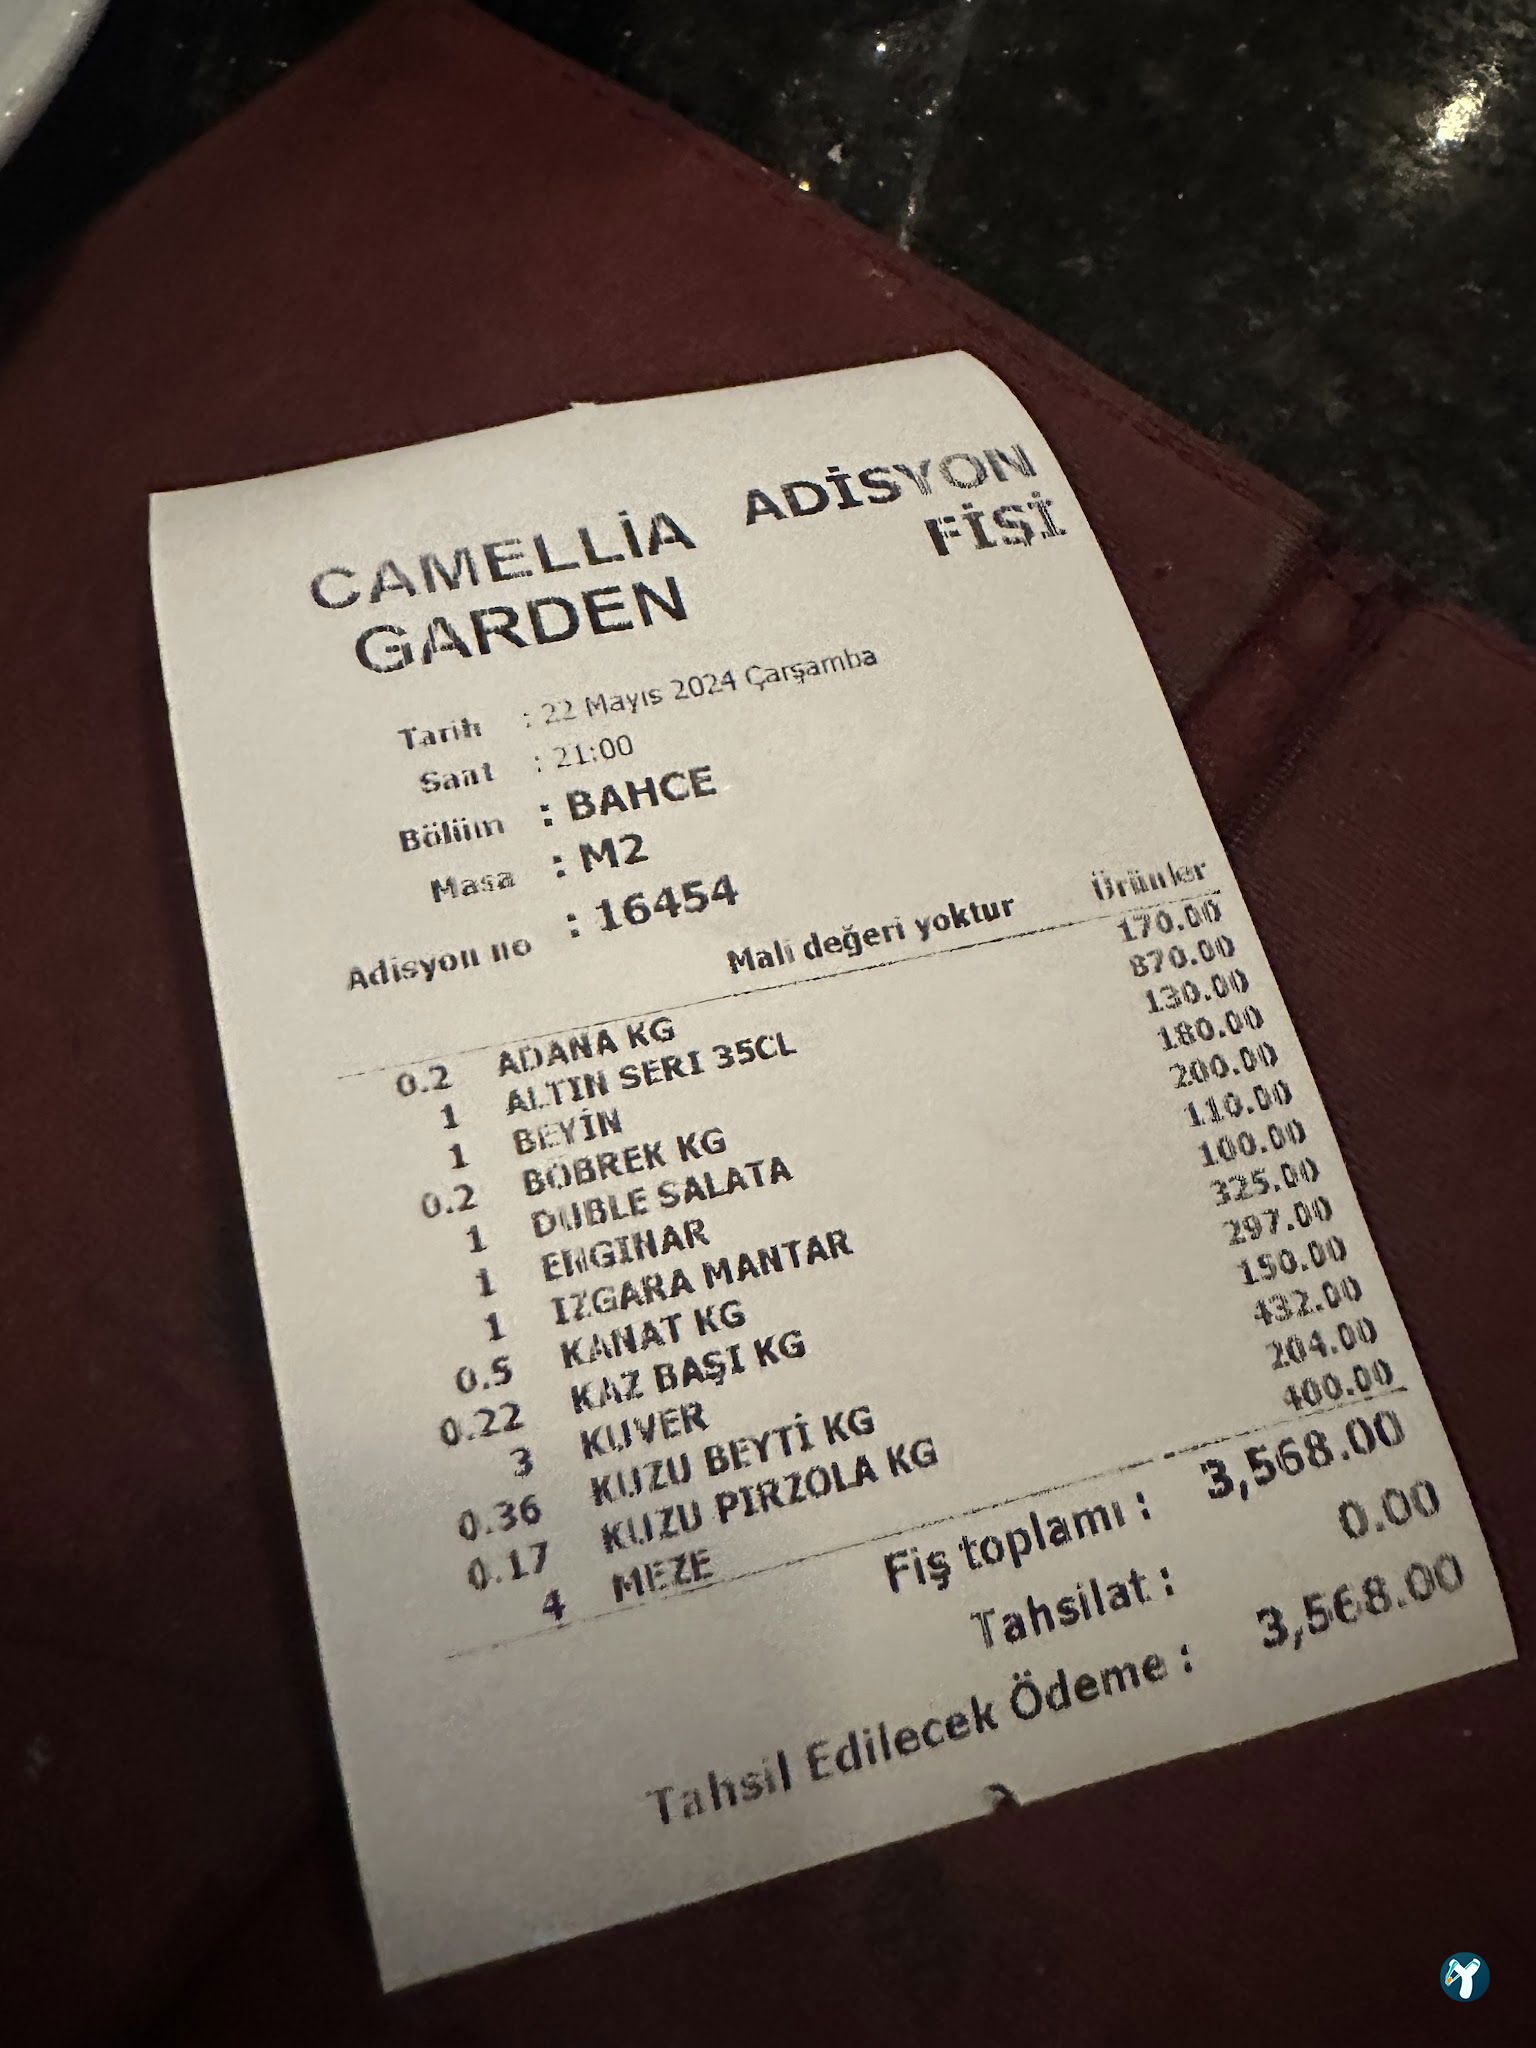 CAMELLİA GARDEN
ADİSYON FİŞİ
Tarih : 22 Mayıs 2024 Çarşamba
Saat : 21:00
Bölüm : BAHCE
Masa : M2
Adisyon no : 16454
Mali değeri yoktur Ürünler
0.2 ADANA KG 170.00
1 ALTIN SERI 35CL 870.00
1 BEYİN 130.00
0.2 BÖBREK KG 180.00
1 DUBLE SALATA 200.00
1 ENGINAR 110.00
1 IZGARA MANTAR 100.00
0.5 KANAT KG 325.00
0.22 KAZ BAŞI KG 297.00
3 KUVER 150.00
0.36 KUZU BEYTİ KG 432.00
0.17 KUZU PIRZOLA KG 204.00
4 MEZE 400.00
Fiş toplamı : 3,568.00
Tahsilat : 0.00
Tahsil Edilecek Ödeme : 3,568.00